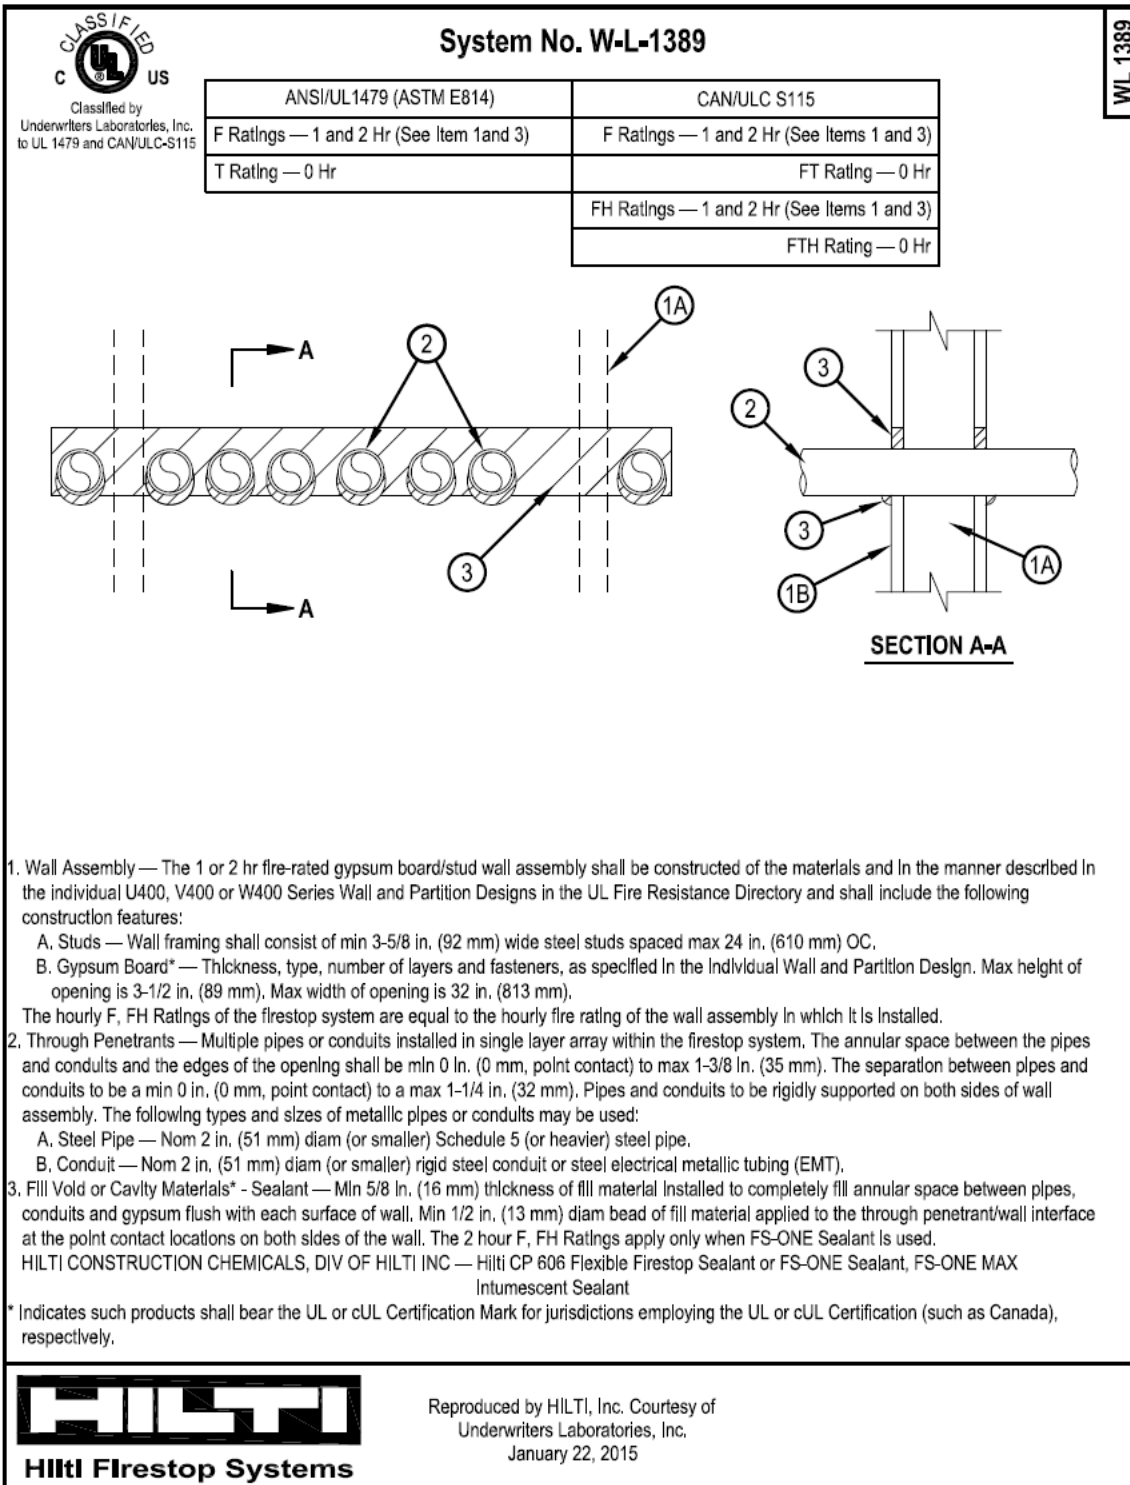 CLASSIFIED
C UL ® US
Classified by
Underwriters Laboratories, Inc.
to UL 1479 and CAN/ULC-S115
System No. W-L-1389
WL 1389
ANSI/UL1479 (ASTM E814)
CAN/ULC S115
F Ratings — 1 and 2 Hr (See Item 1and 3)
F Ratings — 1 and 2 Hr (See Items 1 and 3)
T Rating — 0 Hr
FT Rating — 0 Hr
FH Ratings — 1 and 2 Hr (See Items 1 and 3)
FTH Rating — 0 Hr
A
2
1A
3
A
3
2
3
1B
1A
SECTION A-A
1. Wall Assembly — The 1 or 2 hr fire-rated gypsum board/stud wall assembly shall be constructed of the materials and in the manner described in
the individual U400, V400 or W400 Series Wall and Partition Designs in the UL Fire Resistance Directory and shall include the following
construction features:
A. Studs — Wall framing shall consist of min 3-5/8 in. (92 mm) wide steel studs spaced max 24 in. (610 mm) OC.
B. Gypsum Board* — Thickness, type, number of layers and fasteners, as specified in the individual Wall and Partition Design. Max height of
opening is 3-1/2 in. (89 mm). Max width of opening is 32 in. (813 mm).
The hourly F, FH Ratings of the firestop system are equal to the hourly fire rating of the wall assembly in which it is installed.
2. Through Penetrants — Multiple pipes or conduits installed in single layer array within the firestop system. The annular space between the pipes
and conduits and the edges of the opening shall be min 0 in. (0 mm, point contact) to max 1-3/8 in. (35 mm). The separation between pipes and
conduits to be a min 0 in. (0 mm, point contact) to a max 1-1/4 in. (32 mm). Pipes and conduits to be rigidly supported on both sides of wall
assembly. The following types and sizes of metallic pipes or conduits may be used:
A. Steel Pipe — Nom 2 in. (51 mm) diam (or smaller) Schedule 5 (or heavier) steel pipe.
B. Conduit — Nom 2 in. (51 mm) diam (or smaller) rigid steel conduit or steel electrical metallic tubing (EMT).
3. Fill Void or Cavity Materials* - Sealant — Min 5/8 in. (16 mm) thickness of fill material installed to completely fill annular space between pipes,
conduits and gypsum flush with each surface of wall. Min 1/2 in. (13 mm) diam bead of fill material applied to the through penetrant/wall interface
at the point contact locations on both sides of the wall. The 2 hour F, FH Ratings apply only when FS-ONE Sealant is used.
HILTI CONSTRUCTION CHEMICALS, DIV OF HILTI INC — Hilti CP 606 Flexible Firestop Sealant or FS-ONE Sealant, FS-ONE MAX
Intumescent Sealant
* Indicates such products shall bear the UL or cUL Certification Mark for jurisdictions employing the UL or cUL Certification (such as Canada),
respectively.
HILTI
Hilti Firestop Systems
Reproduced by HILTI, Inc. Courtesy of
Underwriters Laboratories, Inc.
January 22, 2015